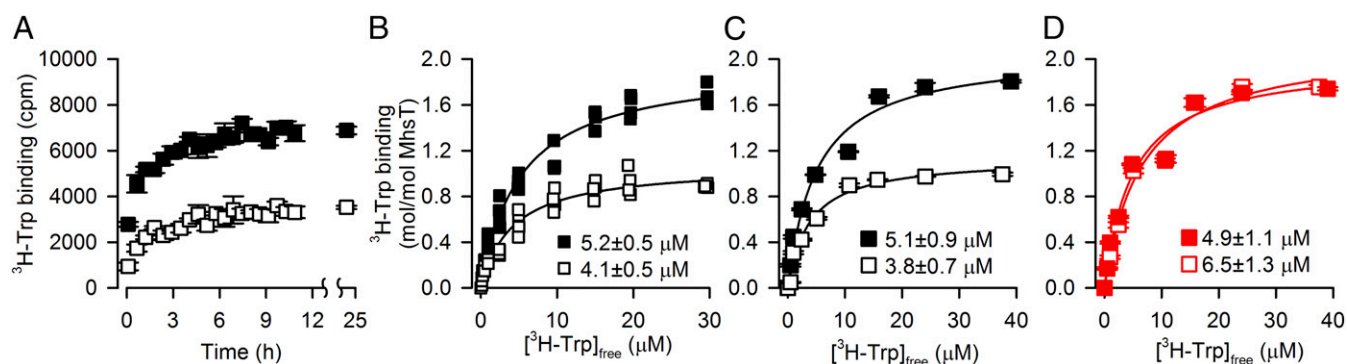 A
³H-Trp binding (cpm)
10000
8000
6000
4000
2000
0
0 3 6 9 12 25
Time (h)
B
³H-Trp binding
(mol/mol MhsT)
2.0
1.6
1.2
0.8
0.4
0.0
5.2±0.5 μM
4.1±0.5 μM
0 10 20 30
[³H-Trp]free (μM)
C
2.0
1.6
1.2
0.8
0.4
0.0
5.1±0.9 μM
3.8±0.7 μM
0 10 20 30 40
[³H-Trp]free (μM)
D
2.0
1.6
1.2
0.8
0.4
0.0
4.9±1.1 μM
6.5±1.3 μM
0 10 20 30 40
[³H-Trp]free (μM)